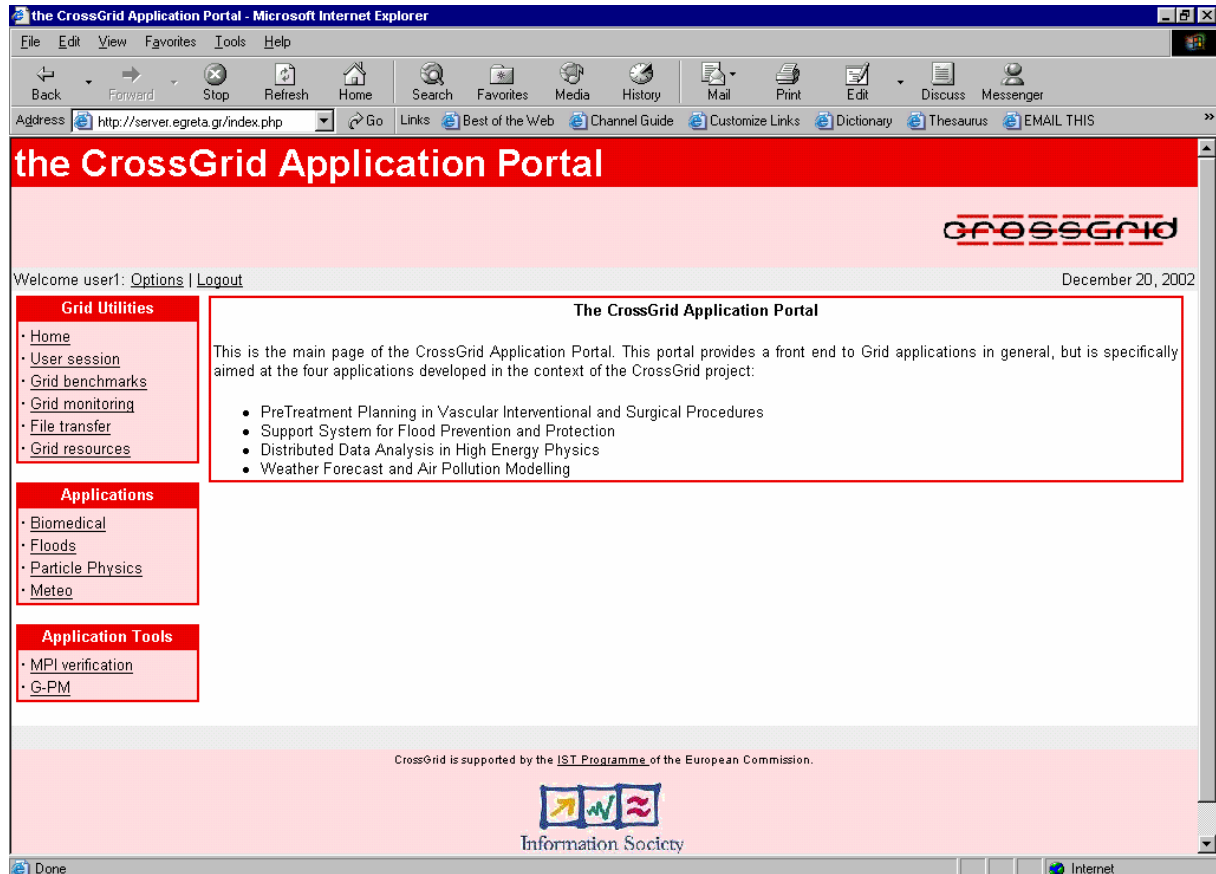 the CrossGrid Application Portal - Microsoft Internet Explorer
File Edit View Favorites Tools Help
Back Forward Stop Refresh Home Search Favorites Media History Mail Print Edit Discuss Messenger
Address http://server.egreta.gr/index.php Go Links Best of the Web Channel Guide Customize Links Dictionary Thesaurus EMAIL THIS »
the CrossGrid Application Portal
crossGrid
Welcome user1: Options | Logout December 20, 2002
Grid Utilities
· Home
· User session
· Grid benchmarks
· Grid monitoring
· File transfer
· Grid resources
Applications
· Biomedical
· Floods
· Particle Physics
· Meteo
Application Tools
· MPI verification
· G-PM
The CrossGrid Application Portal
This is the main page of the CrossGrid Application Portal. This portal provides a front end to Grid applications in general, but is specifically
aimed at the four applications developed in the context of the CrossGrid project:
• PreTreatment Planning in Vascular Interventional and Surgical Procedures
• Support System for Flood Prevention and Protection
• Distributed Data Analysis in High Energy Physics
• Weather Forecast and Air Pollution Modelling
CrossGrid is supported by the IST Programme of the European Commission.
Information Society
Done Internet